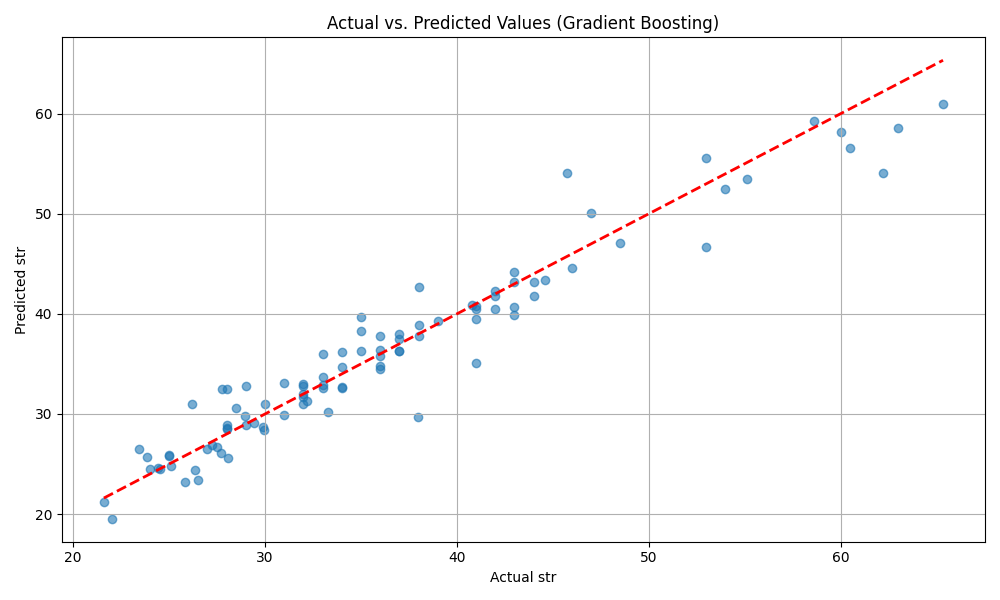 Actual vs. Predicted Values (Gradient Boosting)
Predicted str
60
50
40
30
20
20 30 40 50 60
Actual str